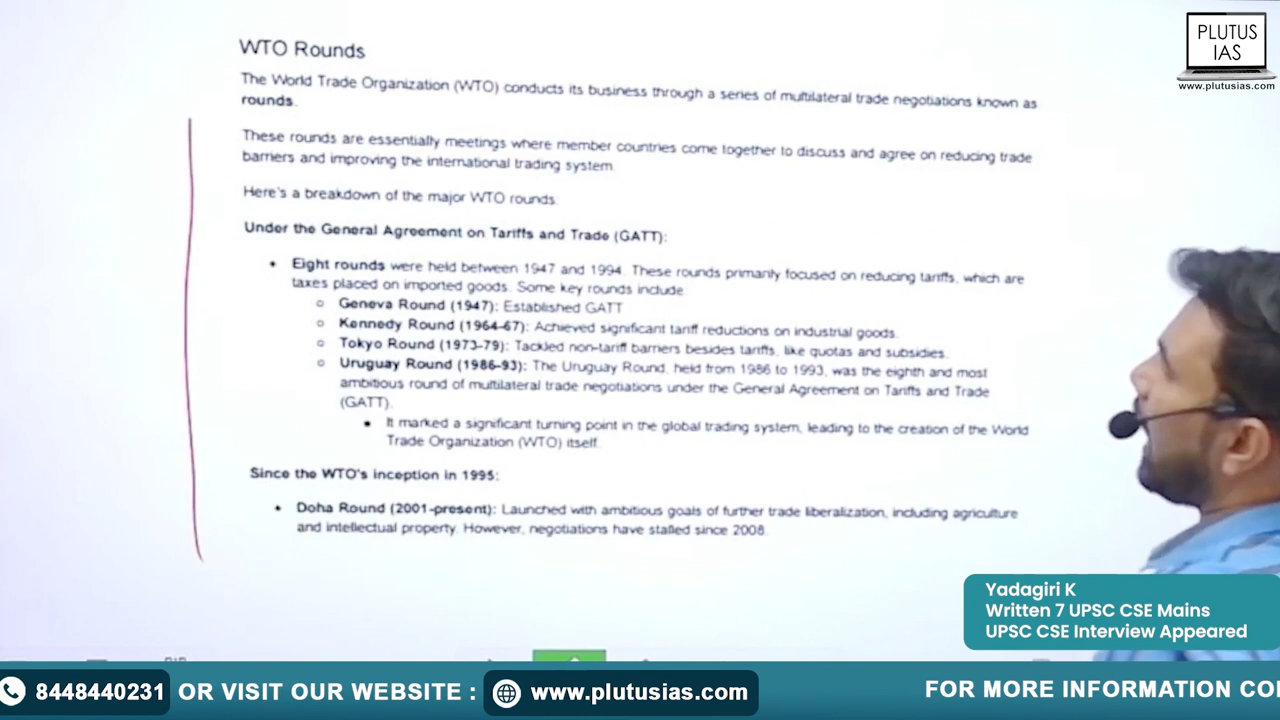 PLUTUS
IAS
www.plutusias.com
WTO Rounds
The World Trade Organization (WTO) conducts its business through a series of multilateral trade negotiations known as
rounds.
These rounds are essentially meetings where member countries come together to discuss and agree on reducing trade
barriers and improving the international trading system.
Here's a breakdown of the major WTO rounds:
Under the General Agreement on Tariffs and Trade (GATT):
• Eight rounds were held between 1947 and 1994. These rounds primarily focused on reducing tariffs, which are
taxes placed on imported goods. Some key rounds include:
○ Geneva Round (1947): Established GATT
○ Kennedy Round (1964-67): Achieved significant tariff reductions on industrial goods.
○ Tokyo Round (1973-79): Tackled non-tariff barriers besides tariffs, like quotas and subsidies.
○ Uruguay Round (1986-93): The Uruguay Round, held from 1986 to 1993, was the eighth and most
ambitious round of multilateral trade negotiations under the General Agreement on Tariffs and Trade
(GATT).
▪ It marked a significant turning point in the global trading system, leading to the creation of the World
Trade Organization (WTO) itself.
Since the WTO's inception in 1995:
• Doha Round (2001-present): Launched with ambitious goals of further trade liberalization, including agriculture
and intellectual property. However, negotiations have stalled since 2008.
Yadagiri K
Written 7 UPSC CSE Mains
UPSC CSE Interview Appeared
8448440231 OR VISIT OUR WEBSITE : www.plutusias.com FOR MORE INFORMATION CO